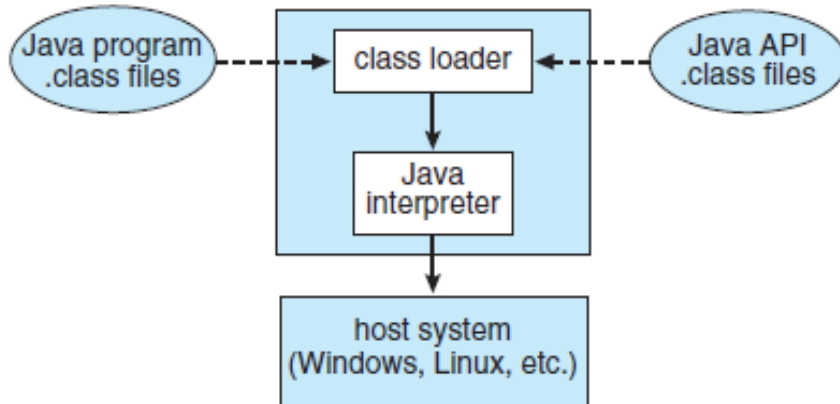 Java program
.class files
class loader
Java API
.class files
Java
interpreter
host system
(Windows, Linux, etc.)